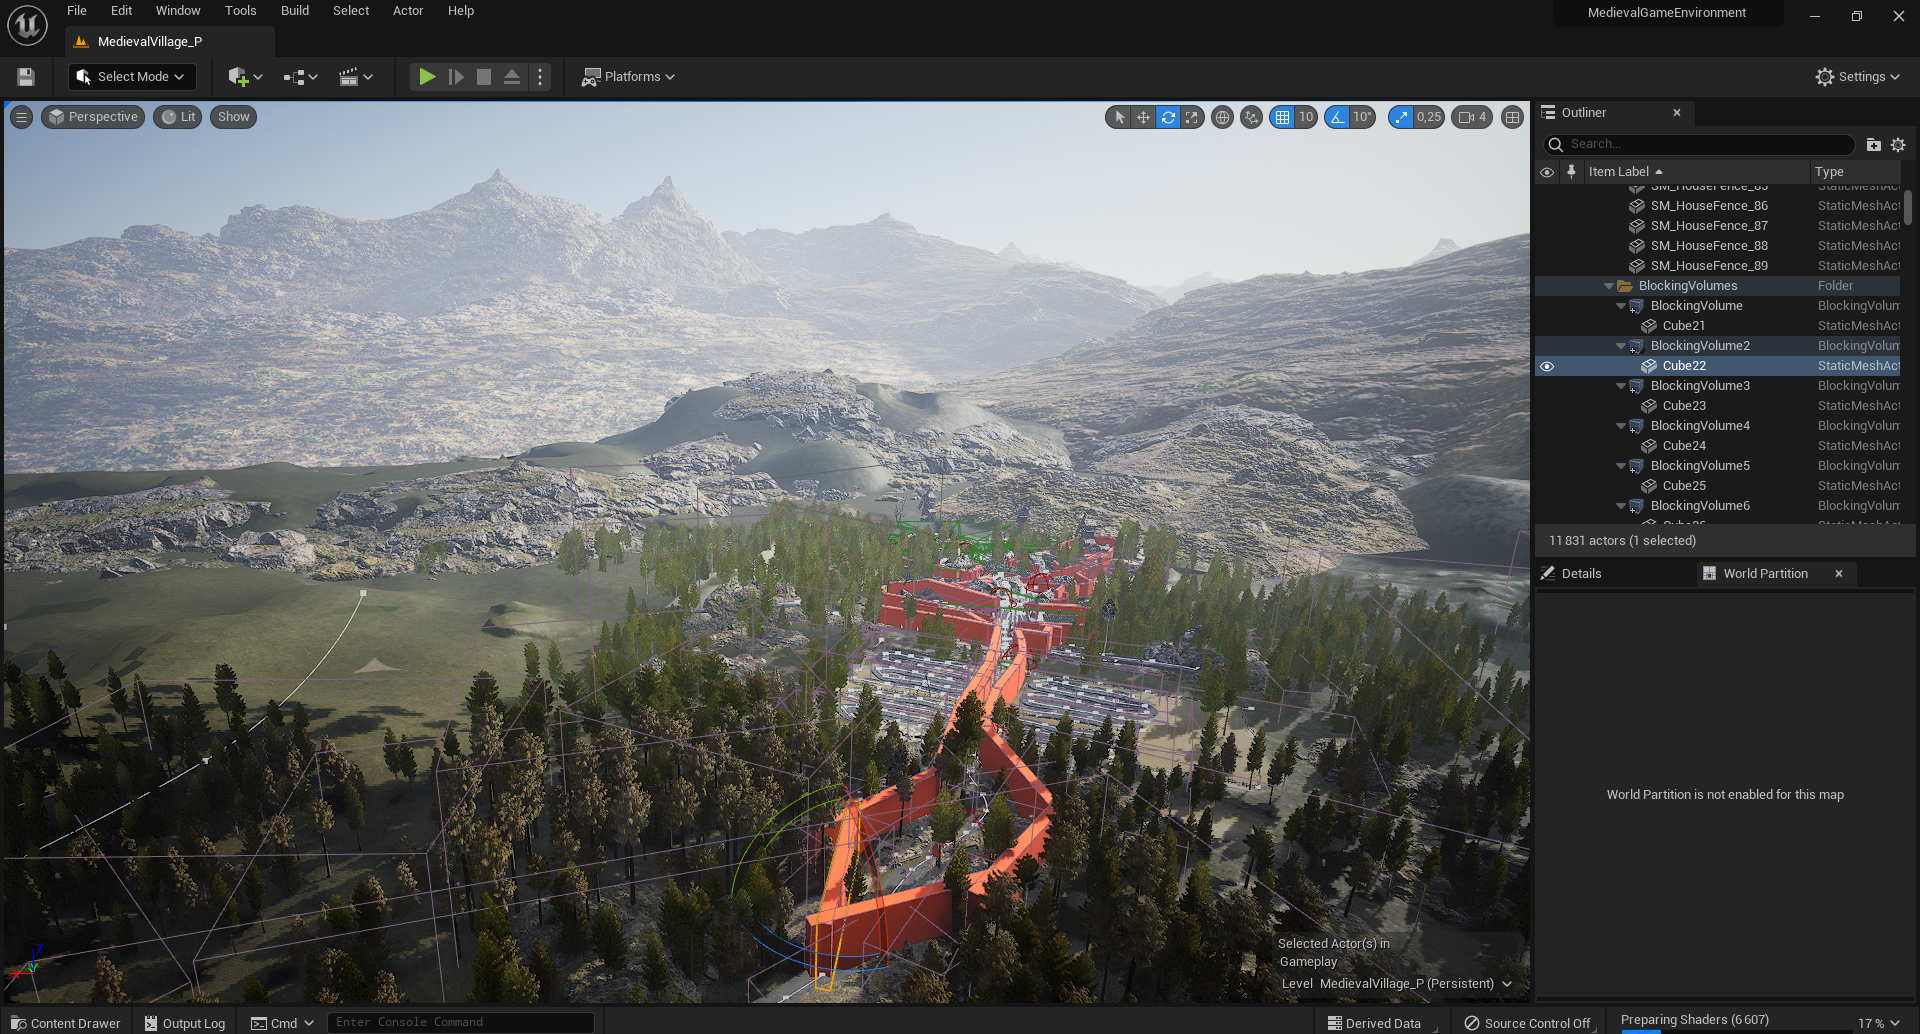 File Edit Window Tools Build Select Actor Help
MedievalGameEnvironment
MedievalVillage_P
Select Mode
Platforms
Settings
Perspective Lit Show
10 10° 0,25 4
Outliner
Search...
Item Label Type
SM_HouseFence_85 StaticMeshAct
SM_HouseFence_86 StaticMeshAct
SM_HouseFence_87 StaticMeshAct
SM_HouseFence_88 StaticMeshAct
SM_HouseFence_89 StaticMeshAct
BlockingVolumes Folder
BlockingVolume BlockingVolum
Cube21 StaticMeshAct
BlockingVolume2 BlockingVolum
Cube22 StaticMeshAct
BlockingVolume3 BlockingVolum
Cube23 StaticMeshAct
BlockingVolume4 BlockingVolum
Cube24 StaticMeshAct
BlockingVolume5 BlockingVolum
Cube25 StaticMeshAct
BlockingVolume6 BlockingVolum
11 831 actors (1 selected)
Details World Partition
World Partition is not enabled for this map
Selected Actor(s) in
Gameplay
Level MedievalVillage_P (Persistent)
Z
X Y
Content Drawer Output Log Cmd Enter Console Command
Derived Data Source Control Off
Preparing Shaders (6 607)
17 %